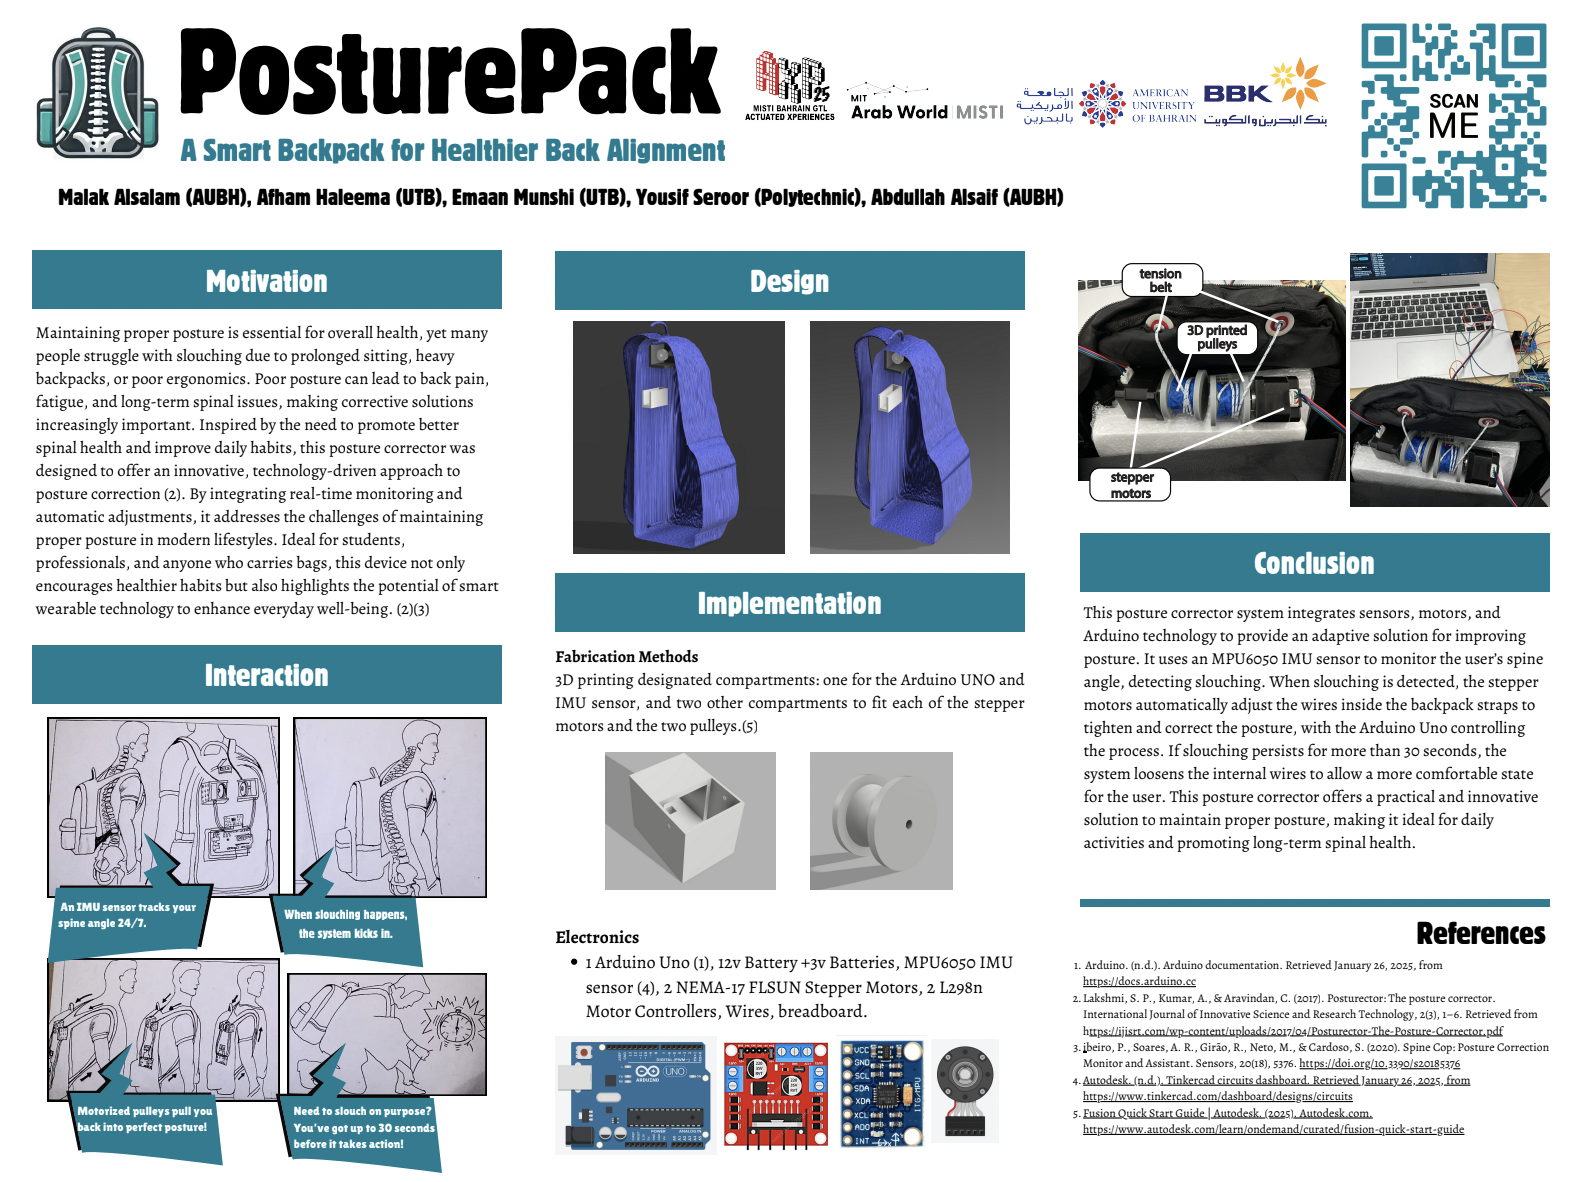 PosturePack
A Smart Backpack for Healthier Back Alignment
Malak Alsalam (AUBH), Afham Haleema (UTB), Emaan Munshi (UTB), Yousif Seroor (Polytechnic), Abdullah Alsaif (AUBH)
AXP 25
MISTI BAHRAIN GTL
ACTUATED XPERIENCES
MIT
Arab World MISTI
الجامعة
الأمريكية
بالبحرين
AMERICAN
UNIVERSITY
OF BAHRAIN
BBK
بنك البحرين والكويت
SCAN
ME
Motivation
Maintaining proper posture is essential for overall health, yet many
people struggle with slouching due to prolonged sitting, heavy
backpacks, or poor ergonomics. Poor posture can lead to back pain,
fatigue, and long-term spinal issues, making corrective solutions
increasingly important. Inspired by the need to promote better
spinal health and improve daily habits, this posture corrector was
designed to offer an innovative, technology-driven approach to
posture correction (2). By integrating real-time monitoring and
automatic adjustments, it addresses the challenges of maintaining
proper posture in modern lifestyles. Ideal for students,
professionals, and anyone who carries bags, this device not only
encourages healthier habits but also highlights the potential of smart
wearable technology to enhance everyday well-being. (2)(3)
Interaction
An IMU sensor tracks your
spine angle 24/7.
When slouching happens,
the system kicks in.
Motorized pulleys pull you
back into perfect posture!
Need to slouch on purpose?
You've got up to 30 seconds
before it takes action!
Design
Implementation
Fabrication Methods
3D printing designated compartments: one for the Arduino UNO and
IMU sensor, and two other compartments to fit each of the stepper
motors and the two pulleys.(5)
Electronics
• 1 Arduino Uno (1), 12v Battery +3v Batteries, MPU6050 IMU
sensor (4), 2 NEMA-17 FLSUN Stepper Motors, 2 L298n
Motor Controllers, Wires, breadboard.
UNO
ARDUINO
220
35V
RVT
220
35V
RVT
VCC
GND
SCL
SDA
XDA
XCL
ADO
INT
ITG/MPU
tension
belt
3D printed
pulleys
stepper
motors
Conclusion
This posture corrector system integrates sensors, motors, and
Arduino technology to provide an adaptive solution for improving
posture. It uses an MPU6050 IMU sensor to monitor the user's spine
angle, detecting slouching. When slouching is detected, the stepper
motors automatically adjust the wires inside the backpack straps to
tighten and correct the posture, with the Arduino Uno controlling
the process. If slouching persists for more than 30 seconds, the
system loosens the internal wires to allow a more comfortable state
for the user. This posture corrector offers a practical and innovative
solution to maintain proper posture, making it ideal for daily
activities and promoting long-term spinal health.
References
1. Arduino. (n.d.). Arduino documentation. Retrieved January 26, 2025, from
https://docs.arduino.cc
2. Lakshmi, S. P., Kumar, A., & Aravindan, C. (2017). Posturector: The posture corrector.
International Journal of Innovative Science and Research Technology, 2(3), 1–6. Retrieved from
https://ijisrt.com/wp-content/uploads/2017/04/Posturector-The-Posture-Corrector.pdf
3. ibeiro, P., Soares, A. R., Girão, R., Neto, M., & Cardoso, S. (2020). Spine Cop: Posture Correction
Monitor and Assistant. Sensors, 20(18), 5376. https://doi.org/10.3390/s20185376
4. Autodesk. (n.d.). Tinkercad circuits dashboard. Retrieved January 26, 2025, from
https://www.tinkercad.com/dashboard/designs/circuits
5. Fusion Quick Start Guide | Autodesk. (2025). Autodesk.com.
https://www.autodesk.com/learn/ondemand/curated/fusion-quick-start-guide